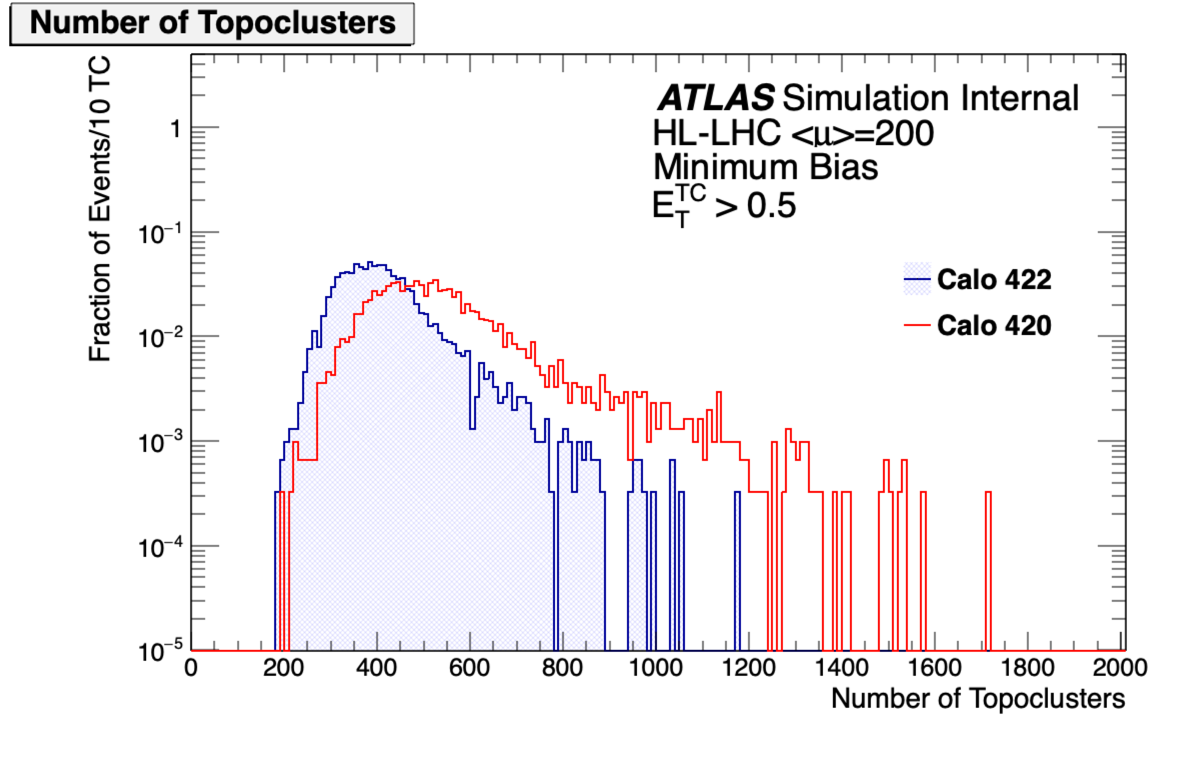 Number of Topoclusters
Fraction of Events/10 TC
ATLAS Simulation Internal
HL-LHC <μ>=200
Minimum Bias
E_T^TC > 0.5
Calo 422
Calo 420
1
10⁻¹
10⁻²
10⁻³
10⁻⁴
10⁻⁵
0 200 400 600 800 1000 1200 1400 1600 1800 2000
Number of Topoclusters